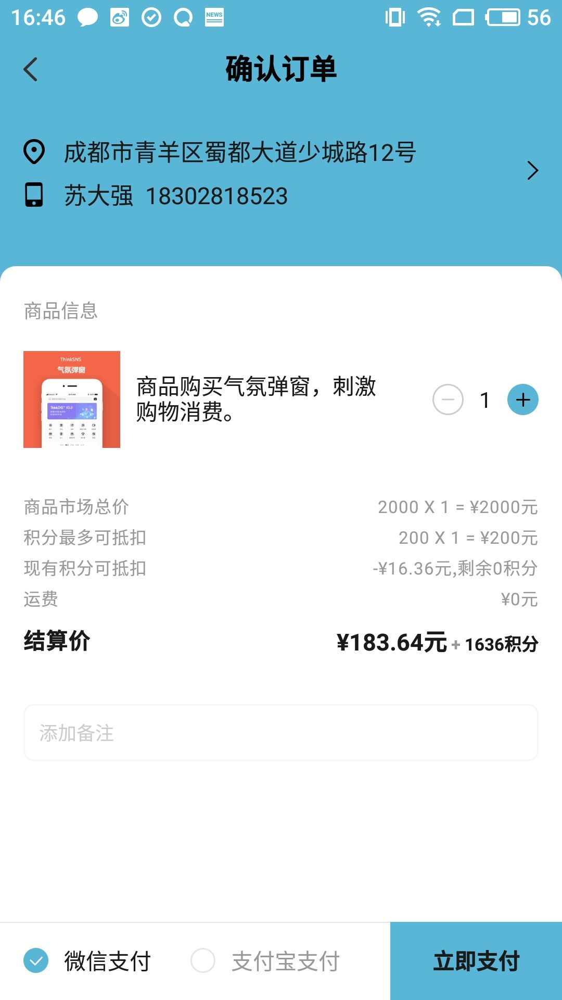 16:46
NEWS
56
确认订单
成都市青羊区蜀都大道少城路12号
苏大强 18302818523
商品信息
ThinkSNS
气氛弹窗
ThinkSNS⁺ V3.0
商品购买气氛弹窗，刺激
购物消费。
1
商品市场总价
2000 X 1 = ¥2000元
积分最多可抵扣
200 X 1 = ¥200元
现有积分可抵扣
-¥16.36元,剩余0积分
运费
¥0元
结算价
¥183.64元 + 1636积分
添加备注
微信支付
支付宝支付
立即支付